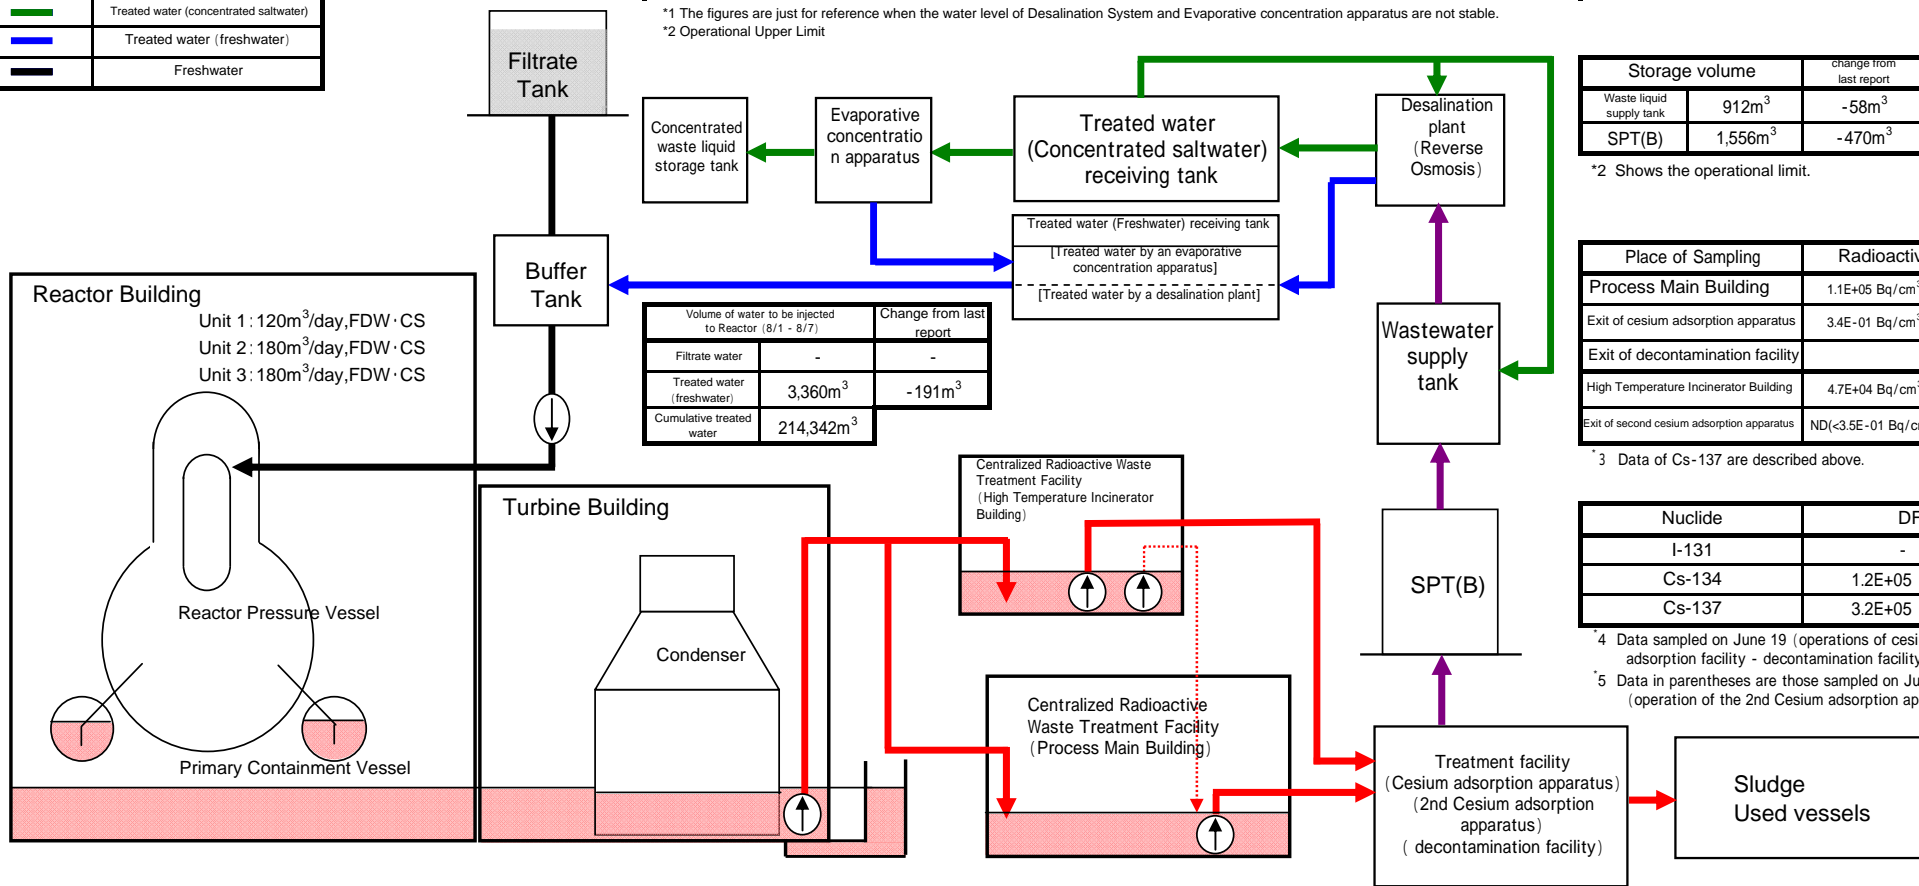 Treated water (concentrated saltwater)
Treated water (freshwater)
Freshwater
*1 The figures are just for reference when the water level of Desalination System and Evaporative concentration apparatus are not stable.
*2 Operational Upper Limit
Filtrate
Tank
Concentrated
waste liquid
storage tank
Evaporative
concentratio
n apparatus
Treated water
(Concentrated saltwater)
receiving tank
Desalination
plant
(Reverse
Osmosis)
Storage volume
change from
last report
Waste liquid
supply tank
912m³
-58m³
SPT(B)
1,556m³
-470m³
*2 Shows the operational limit.
Treated water (Freshwater) receiving tank
[Treated water by an evaporative
concentration apparatus]
[Treated water by a desalination plant]
Buffer
Tank
Reactor Building
Unit 1:120m³/day,FDW·CS
Unit 2:180m³/day,FDW·CS
Unit 3:180m³/day,FDW·CS
Volume of water to be injected
to Reactor (8/1 - 8/7)
Change from last
report
Filtrate water
-
-
Treated water
(freshwater)
3,360m³
-191m³
Cumulative treated
water
214,342m³
Wastewater
supply
tank
Place of Sampling
Radioactiv
Process Main Building
1.1E+05 Bq/cm³
Exit of cesium adsorption apparatus
3.4E-01 Bq/cm³
Exit of decontamination facility
High Temperature Incinerator Building
4.7E+04 Bq/cm³
Exit of second cesium adsorption apparatus
ND(<3.5E-01 Bq/c
*3 Data of Cs-137 are described above.
Turbine Building
Centralized Radioactive Waste
Treatment Facility
(High Temperature Incinerator
Building)
Nuclide
DF
I-131
-
Cs-134
1.2E+05
Cs-137
3.2E+05
*4 Data sampled on June 19 (operations of cesi
adsorption facility - decontamination facility
*5 Data in parentheses are those sampled on Ju
(operation of the 2nd Cesium adsorption ap
SPT(B)
Reactor Pressure Vessel
Condenser
Primary Containment Vessel
Centralized Radioactive
Waste Treatment Facility
(Process Main Building)
Treatment facility
(Cesium adsorption apparatus)
(2nd Cesium adsorption
apparatus)
( decontamination facility)
Sludge
Used vessels